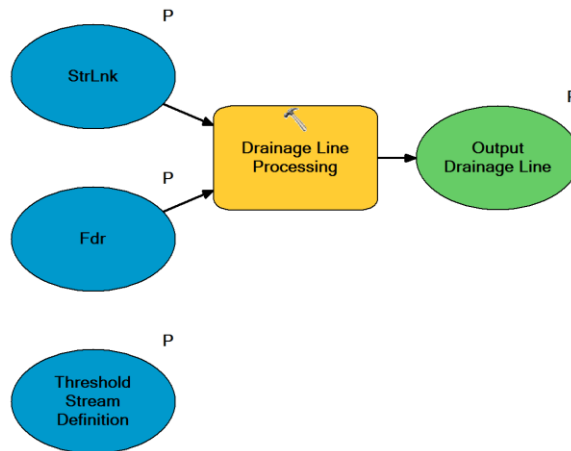 P
StrLnk
P
Drainage Line
Processing
Output
Drainage Line
P
Fdr
P
Threshold
Stream
Definition